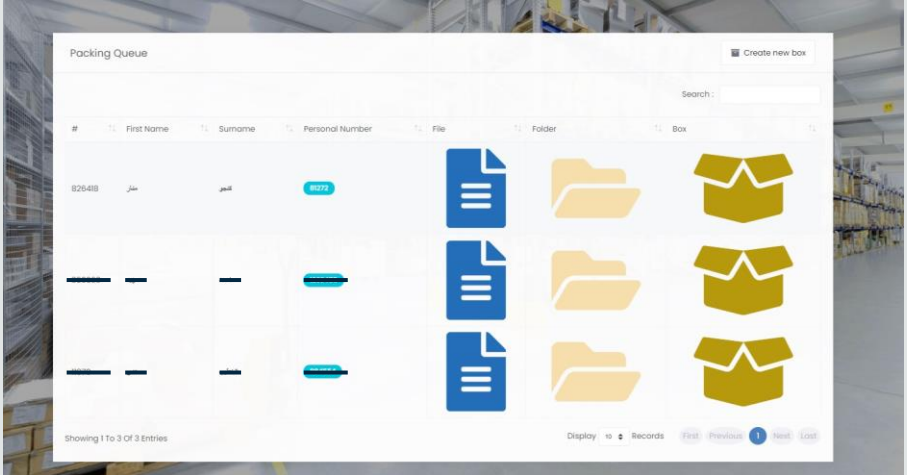 Packing Queue
Create new box
Search :
# First Name Surname Personal Number File Folder Box
826418 منار كنجو 81272
Showing 1 To 3 Of 3 Entries
Display 10 Records First Previous 1 Next Last